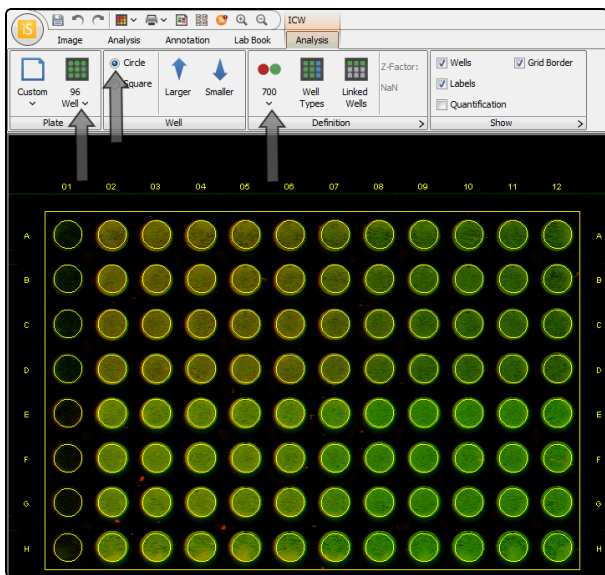 iS ICW
Image Analysis Annotation Lab Book Analysis
Custom 96 Well Circle Square Larger Smaller 700 Well Types Linked Wells Z-Factor: NaN Wells Grid Border Labels Quantification
Plate Well Definition > Show >
01 02 03 04 05 06 07 08 09 10 11 12
A A
B B
C C
D D
E E
F F
G G
H H